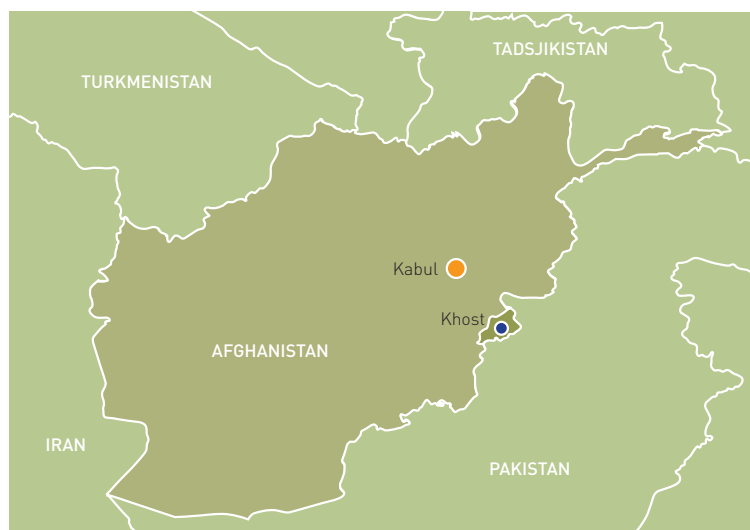 TADSJIKISTAN
TURKMENISTAN
Kabul
Khost
AFGHANISTAN
IRAN
PAKISTAN